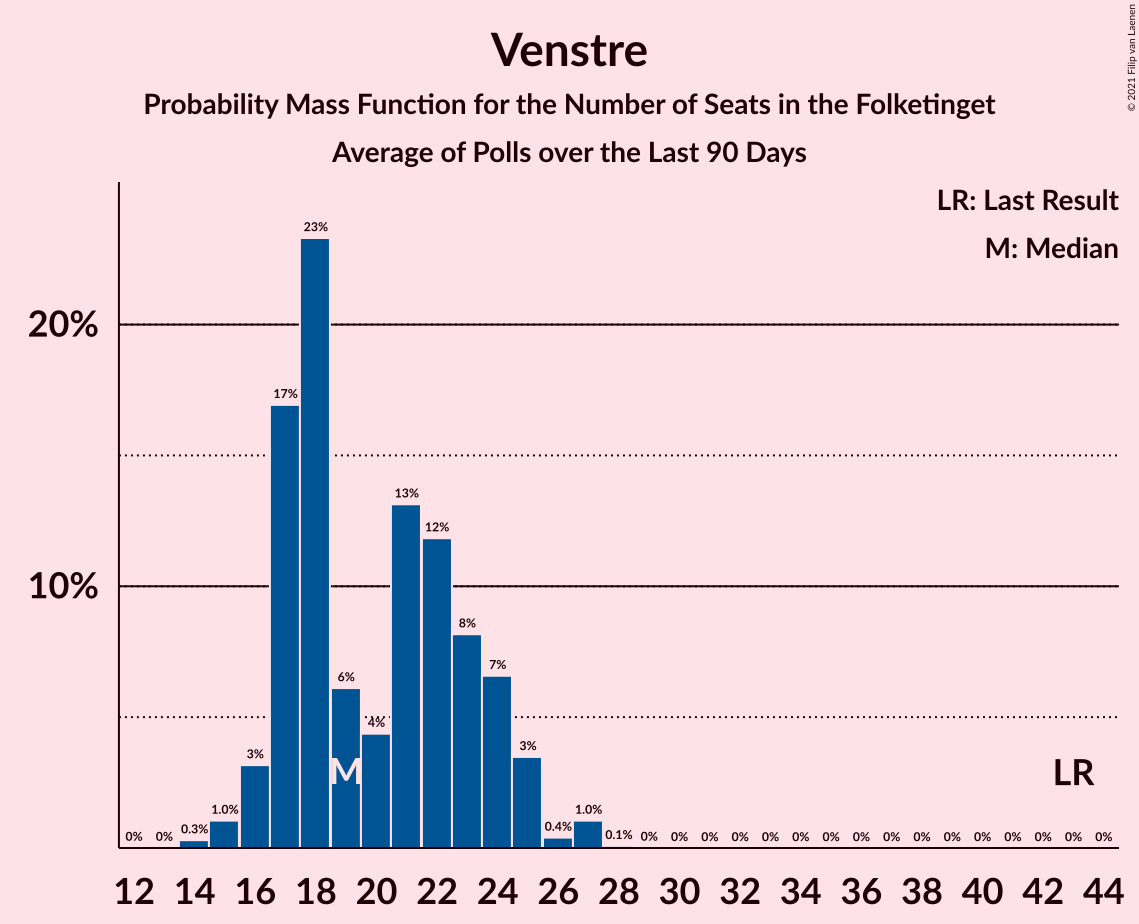 Venstre
Probability Mass Function for the Number of Seats in the Folketinget
Average of Polls over the Last 90 Days
© 2021 Filip van Laenen
LR: Last Result
M: Median
20%
10%
0% 0% 0.3% 1.0% 3% 17% 23% 6% 4% 13% 12% 8% 7% 3% 0.4% 1.0% 0.1% 0% 0% 0% 0% 0% 0% 0% 0% 0% 0% 0% 0% 0% 0% 0% 0%
M
LR
12 14 16 18 20 22 24 26 28 30 32 34 36 38 40 42 44